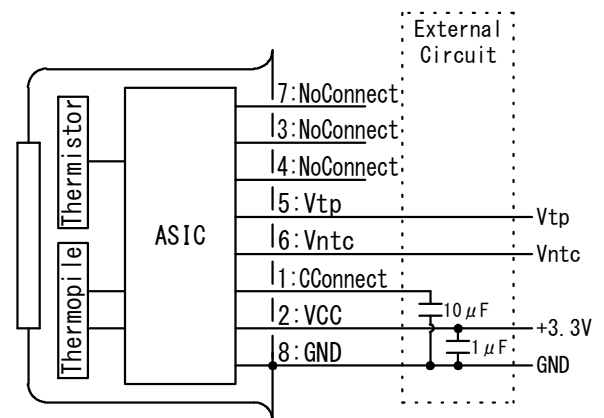 External
Circuit
7:NoConnect
3:NoConnect
4:NoConnect
5:Vtp
Vtp
6:Vntc
Vntc
1:CConnect
10μF
2:VCC
+3.3V
1μF
8:GND
GND
Thermistor
Thermopile
ASIC